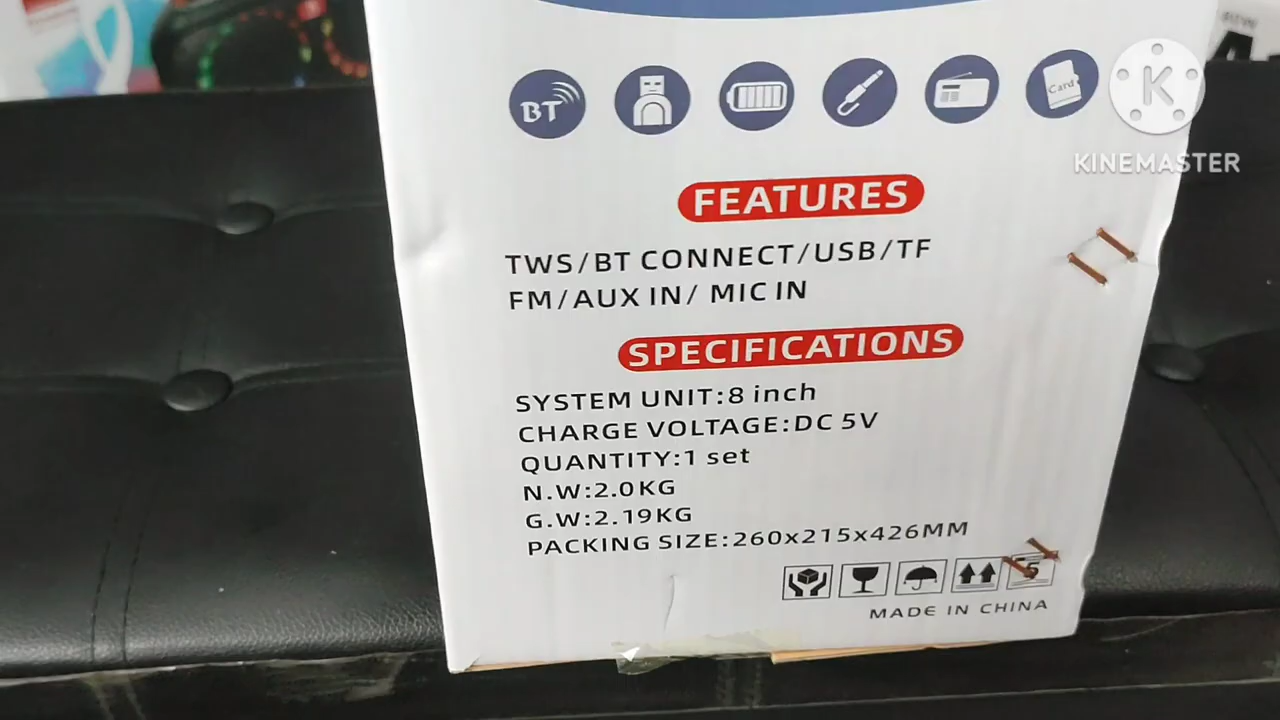 BT
Card
K
KINEMASTER
FEATURES
TWS/BT CONNECT/USB/TF
FM/AUX IN/ MIC IN
SPECIFICATIONS
SYSTEM UNIT:8 inch
CHARGE VOLTAGE:DC 5V
QUANTITY:1 set
N.W:2.0KG
G.W:2.19KG
PACKING SIZE:260x215x426MM
5
MADE IN CHINA